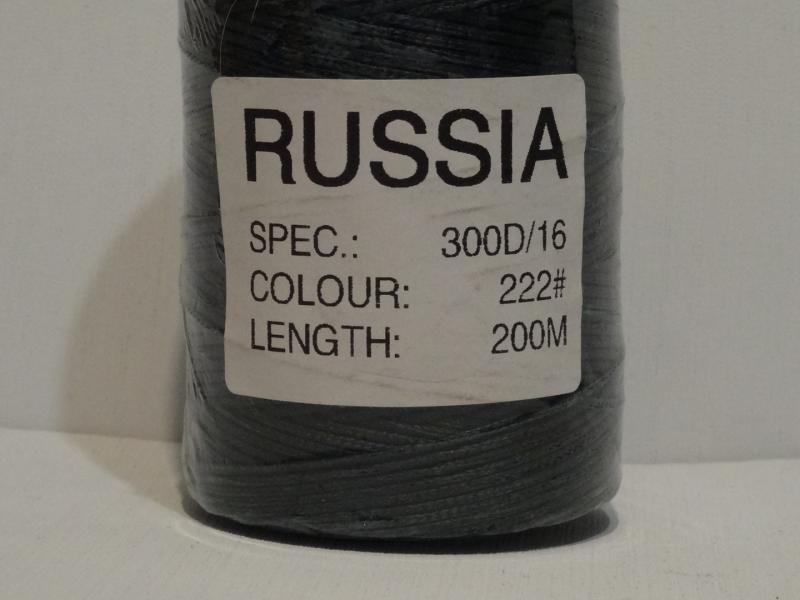 RUSSIA
SPEC.: 300D/16
COLOUR: 222#
LENGTH: 200M